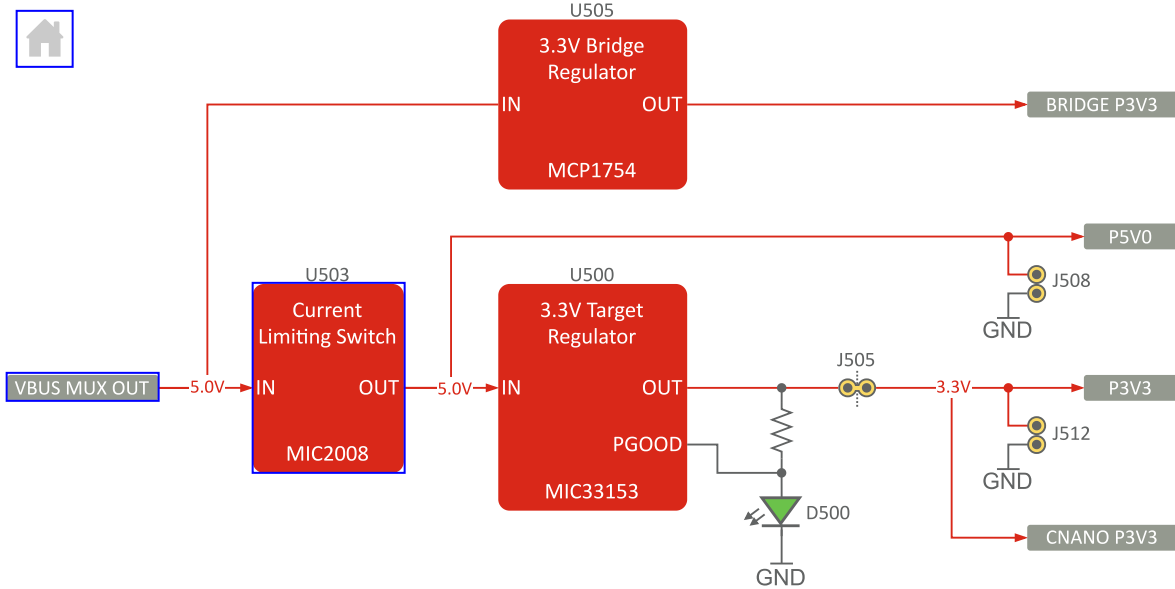 U505
3.3V Bridge
Regulator
IN
OUT
MCP1754
BRIDGE P3V3
P5V0
J508
GND
U503
Current
Limiting Switch
IN
OUT
MIC2008
VBUS MUX OUT
5.0V
5.0V
U500
3.3V Target
Regulator
IN
OUT
PGOOD
MIC33153
J505
3.3V
P3V3
J512
GND
D500
GND
CNANO P3V3